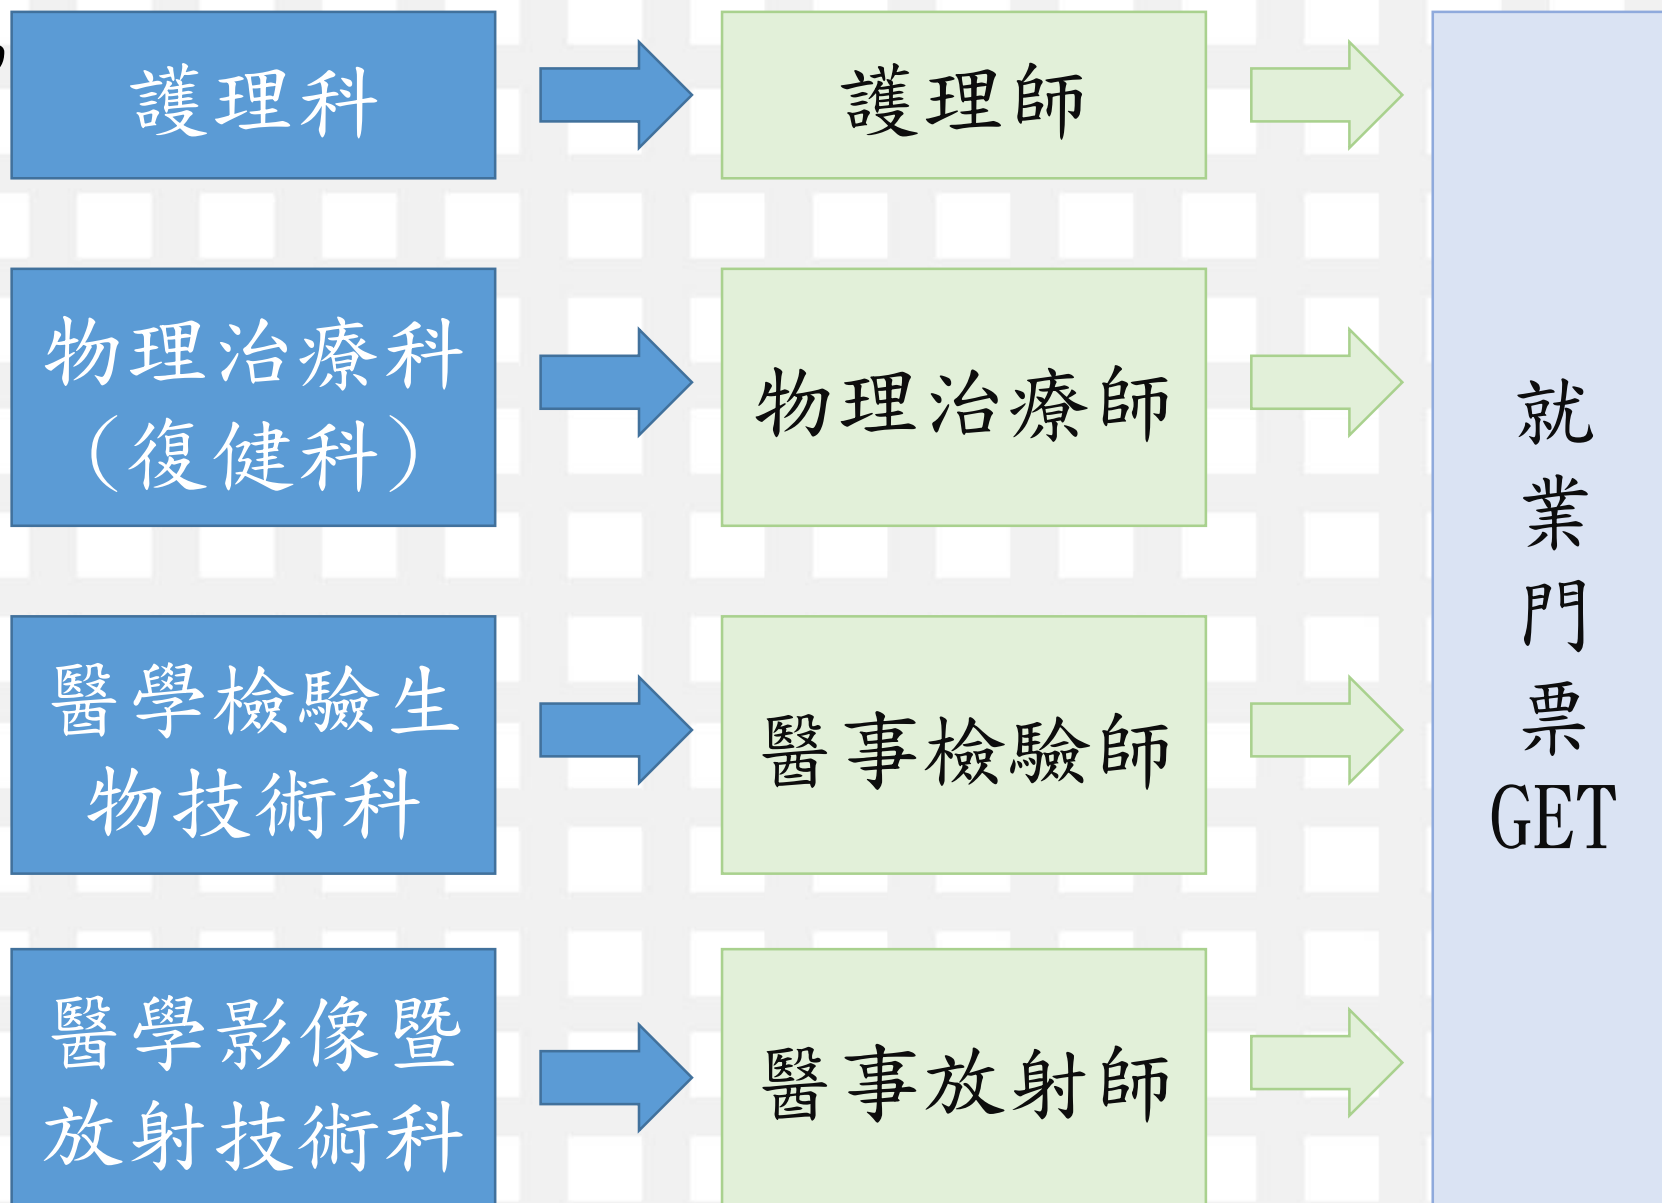 護理科
護理師
物理治療科
（復健科）
物理治療師
醫學檢驗生
物技術科
醫事檢驗師
醫學影像暨
放射技術科
醫事放射師
就
業
門
票
GET